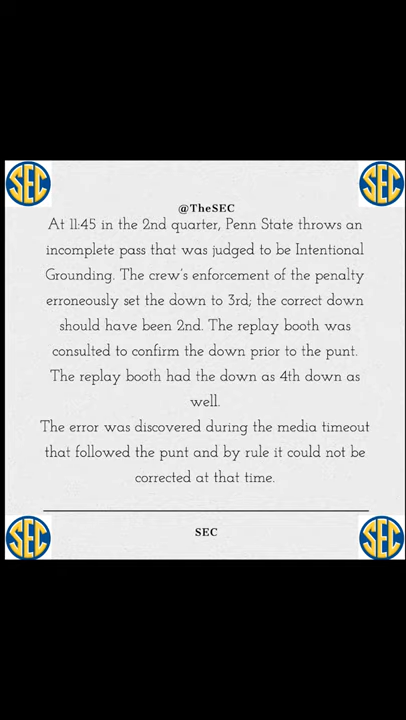 SEC
SEC
@TheSEC
At 11:45 in the 2nd quarter, Penn State throws an
incomplete pass that was judged to be Intentional
Grounding. The crew's enforcement of the penalty
erroneously set the down to 3rd; the correct down
should have been 2nd. The replay booth was
consulted to confirm the down prior to the punt.
The replay booth had the down as 4th down as
well.
The error was discovered during the media timeout
that followed the punt and by rule it could not be
corrected at that time.
SEC
SEC
SEC